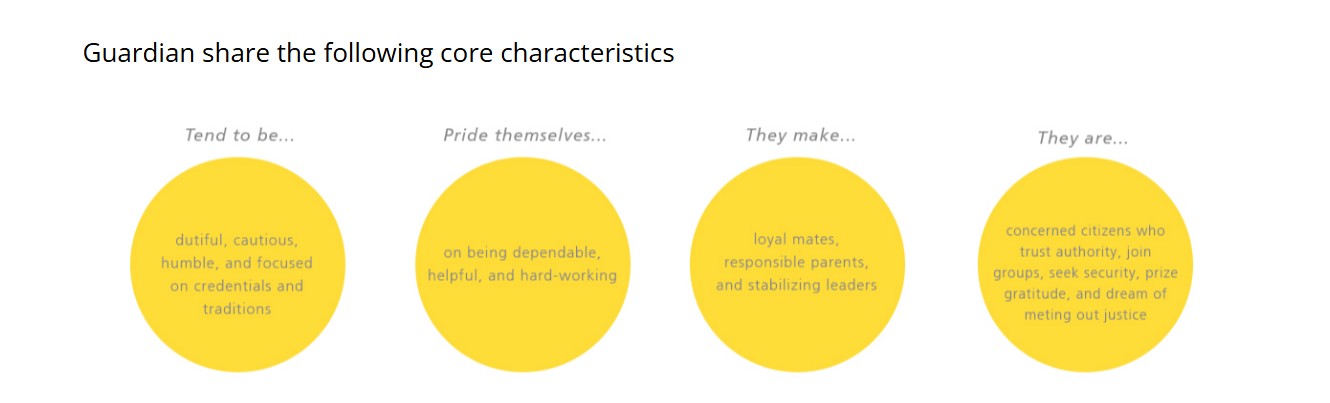 Guardian share the following core characteristics
Tend to be...
dutiful, cautious,
humble, and focused
on credentials and
traditions
Pride themselves...
on being dependable,
helpful, and hard-working
They make...
loyal mates,
responsible parents,
and stabilizing leaders
They are...
concerned citizens who
trust authority, join
groups, seek security, prize
gratitude, and dream of
meting out justice